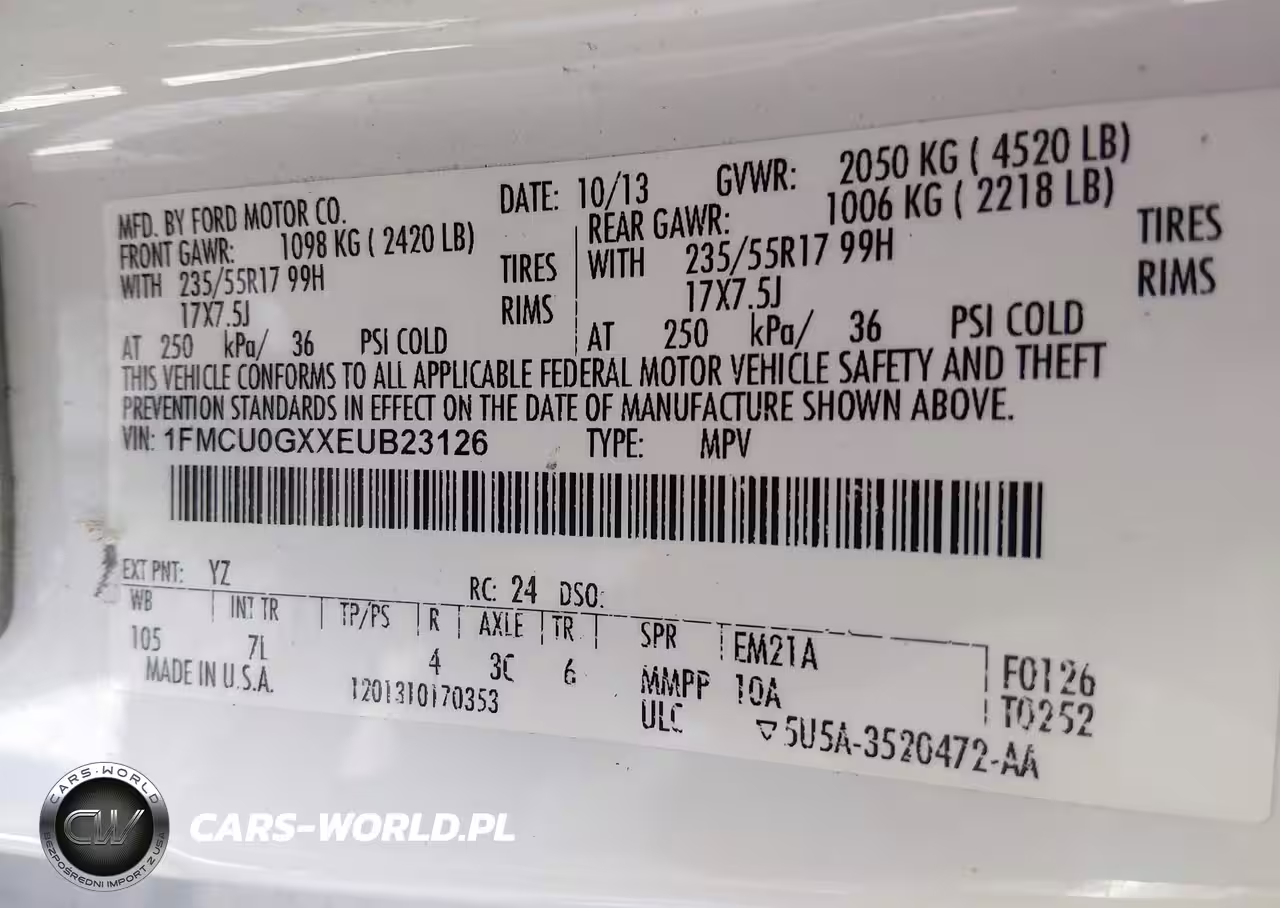 MFD. BY FORD MOTOR CO. DATE: 10/13 GVWR: 2050 KG ( 4520 LB)
FRONT GAWR: 1098 KG ( 2420 LB) REAR GAWR: 1006 KG ( 2218 LB)
WITH 235/55R17 99H TIRES WITH 235/55R17 99H TIRES
17X7.5J RIMS 17X7.5J RIMS
AT 250 kPa/ 36 PSI COLD AT 250 kPa/ 36 PSI COLD
THIS VEHICLE CONFORMS TO ALL APPLICABLE FEDERAL MOTOR VEHICLE SAFETY AND THEFT
PREVENTION STANDARDS IN EFFECT ON THE DATE OF MANUFACTURE SHOWN ABOVE.
VIN: 1FMCU0GXXEUB23126 TYPE: MPV
EXT PNT: YZ RC: 24 DSO:
WB INT TR TP/PS R AXLE TR SPR EM21A
105 7L 4 3C 6 MMPP 10A F0126
MADE IN U.S.A. 1201310170353 ULC T0252
5U5A-3520472-AA
CARS-WORLD
CW
BEZPOŚREDNI IMPORT Z USA
CARS-WORLD.PL